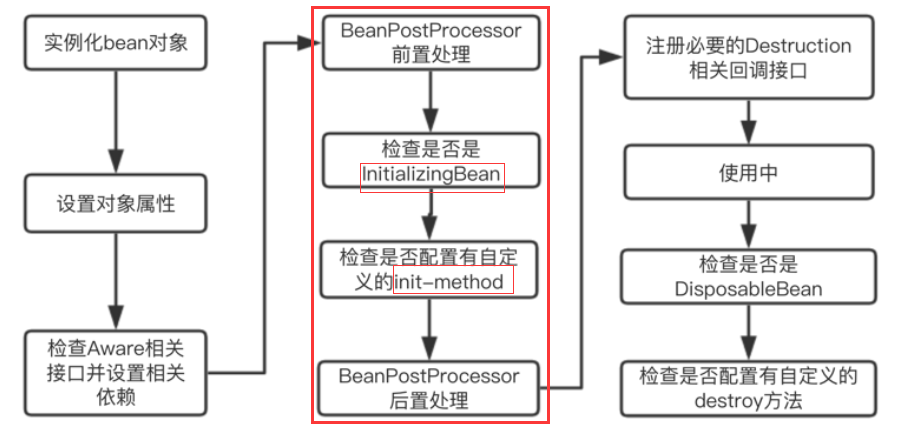 实例化bean对象
设置对象属性
检查Aware相关
接口并设置相关
依赖
BeanPostProcessor
前置处理
检查是否是
InitializingBean
检查是否配置有自定
义的init-method
BeanPostProcessor
后置处理
注册必要的Destruction
相关回调接口
使用中
检查是否是
DisposableBean
检查是否配置有自定义的
destroy方法